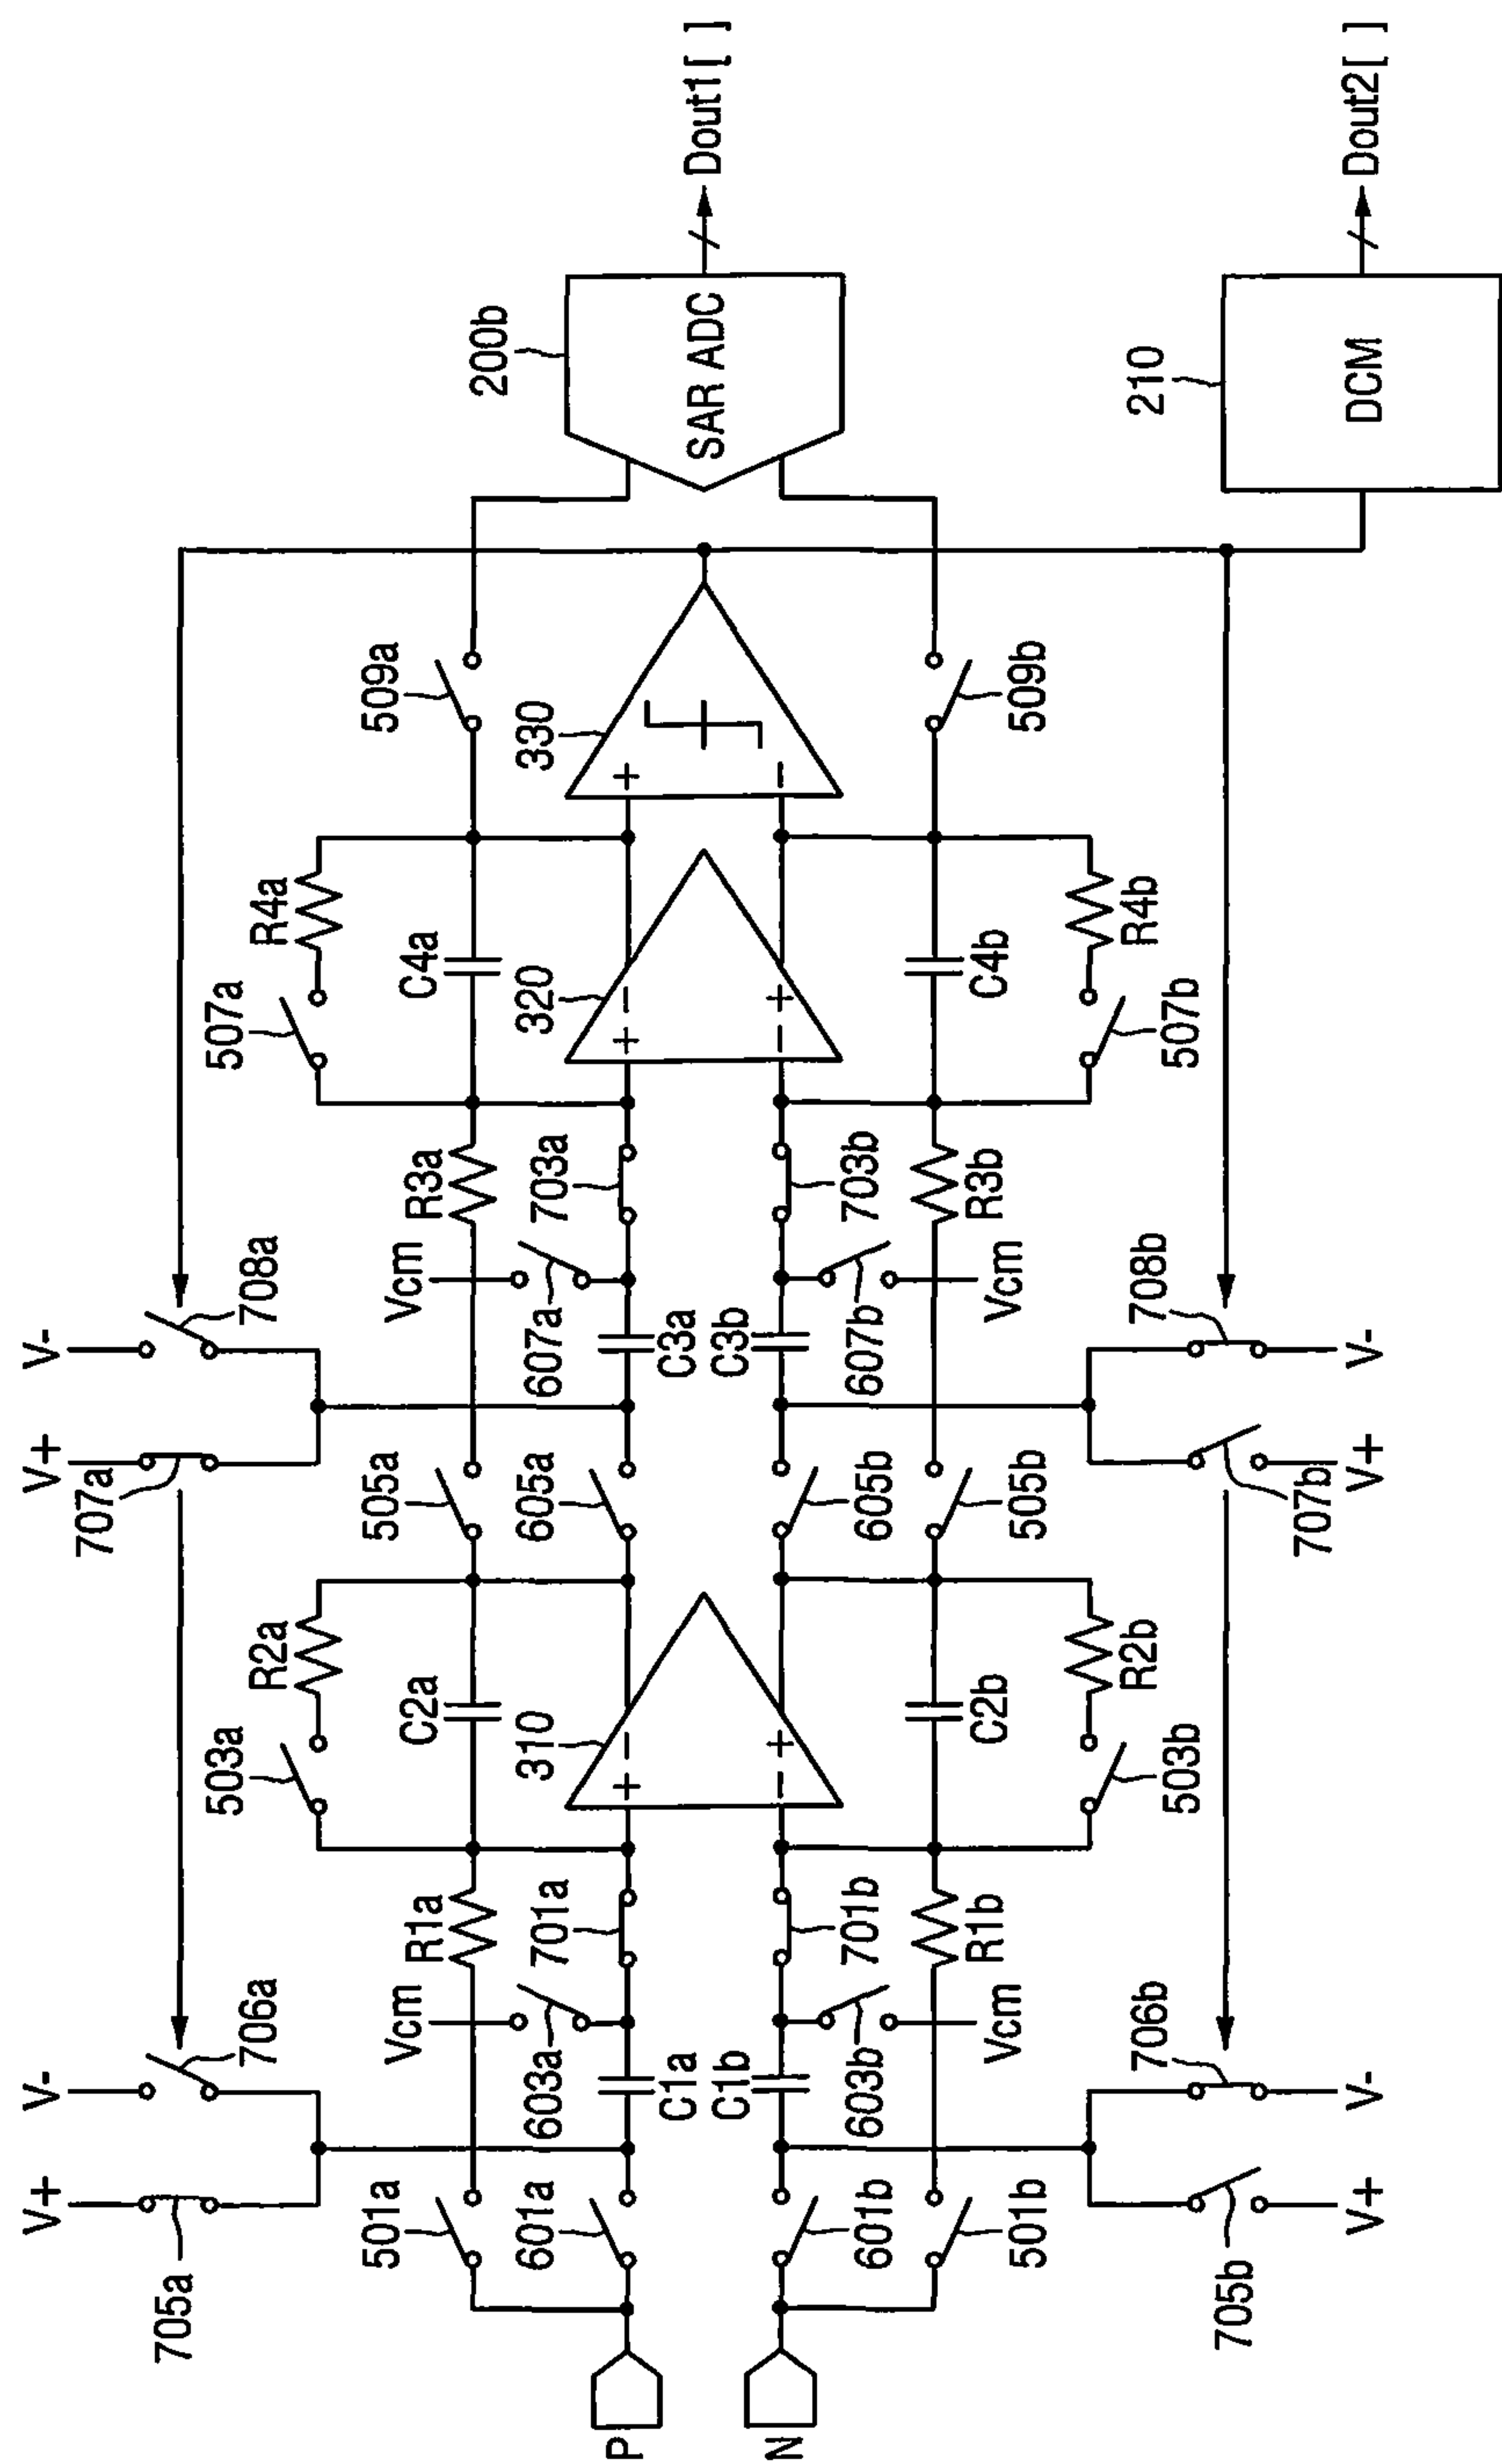 V+
V-
V+
V-
705a
706a
707a
708a
503a
R2a
507a
R4a
501a
R1a
C2a
505a
R3a
C4a
509a
200b
Vcm
Vcm
601a
603a
701a
310
605a
607a
703a
320
330
P
C1a
+
−
C3a
+
−
+
SAR ADC
Dout1[ ]
N
C1b
−
+
C3b
−
+
−
601b
603b
701b
605b
607b
703b
501b
Vcm
R1b
C2b
505b
Vcm
R3b
C4b
509b
503b
R2b
507b
R4b
210
DCM
Dout2[ ]
705b
706b
707b
708b
V+
V-
V+
V-